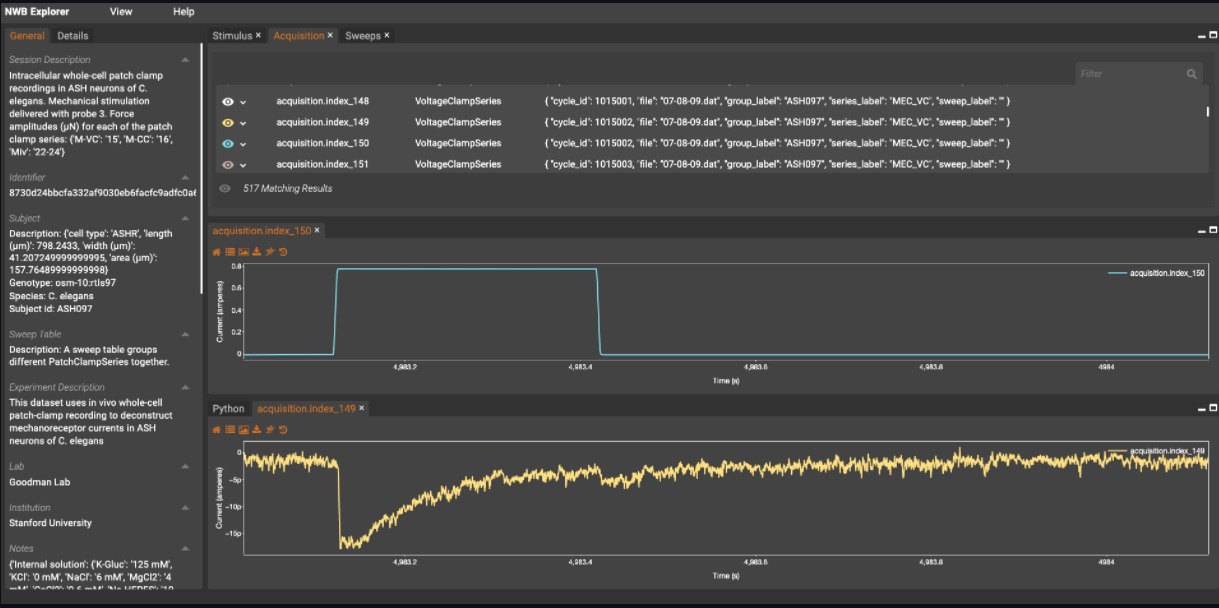 NWB Explorer View Help
General Details
Session Description
Intracellular whole-cell patch clamp
recordings in ASH neurons of C.
elegans. Mechanical stimulation
delivered with probe 3. Force
amplitudes (µN) for each of the patch
clamp series: {'M-VC': '15', 'M-CC': '16',
'Miv': '22-24'}
Identifier
8730d24bbcfa332af9030eb6facfc9adfc0a6
Subject
Description: {'cell type': 'ASHR', 'length
(µm)': 798.2433, 'width (µm)':
41.207249999999995, 'area (µm)':
157.76489999999998}
Genotype: osm-10:rtIs97
Species: C. elegans
Subject id: ASH097
Sweep Table
Description: A sweep table groups
different PatchClampSeries together.
Experiment Description
This dataset uses in vivo whole-cell
patch-clamp recording to deconstruct
mechanoreceptor currents in ASH
neurons of C. elegans
Lab
Goodman Lab
Institution
Stanford University
Notes
{'Internal solution': {'K-Gluc': '125 mM',
'KCl': '0 mM', 'NaCl': '6 mM', 'MgCl2': '4
Stimulus × Acquisition × Sweeps ×
Filter
acquisition.index_148 VoltageClampSeries { "cycle_id": 1015001, "file": "07-08-09.dat", "group_label": "ASH097", "series_label": "MEC_VC", "sweep_label": "" }
acquisition.index_149 VoltageClampSeries { "cycle_id": 1015002, "file": "07-08-09.dat", "group_label": "ASH097", "series_label": "MEC_VC", "sweep_label": "" }
acquisition.index_150 VoltageClampSeries { "cycle_id": 1015002, "file": "07-08-09.dat", "group_label": "ASH097", "series_label": "MEC_VC", "sweep_label": "" }
acquisition.index_151 VoltageClampSeries { "cycle_id": 1015003, "file": "07-08-09.dat", "group_label": "ASH097", "series_label": "MEC_VC", "sweep_label": "" }
517 Matching Results
acquisition.index_150 ×
acquisition.index_150
Current (amperes)
0.8
0.6
0.4
0.2
0
4,983.2 4,983.4 4,983.6 4,983.8 4984
Time (s)
Python acquisition.index_149 ×
acquisition.index_149
Current (amperes)
0
−5p
−10p
−15p
4,983.2 4,983.4 4,983.6 4,983.8 4984
Time (s)